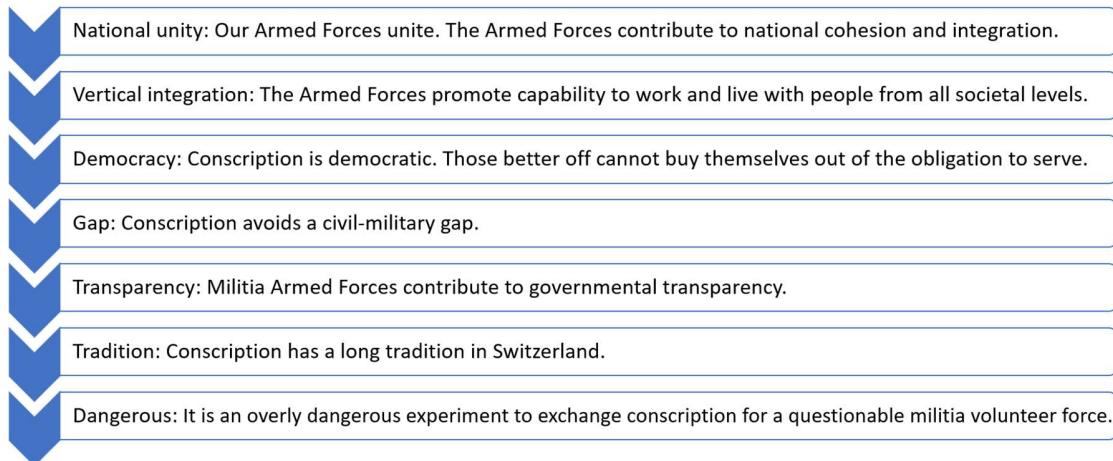 National unity: Our Armed Forces unite. The Armed Forces contribute to national cohesion and integration.
Vertical integration: The Armed Forces promote capability to work and live with people from all societal levels.
Democracy: Conscription is democratic. Those better off cannot buy themselves out of the obligation to serve.
Gap: Conscription avoids a civil-military gap.
Transparency: Militia Armed Forces contribute to governmental transparency.
Tradition: Conscription has a long tradition in Switzerland.
Dangerous: It is an overly dangerous experiment to exchange conscription for a questionable militia volunteer force.